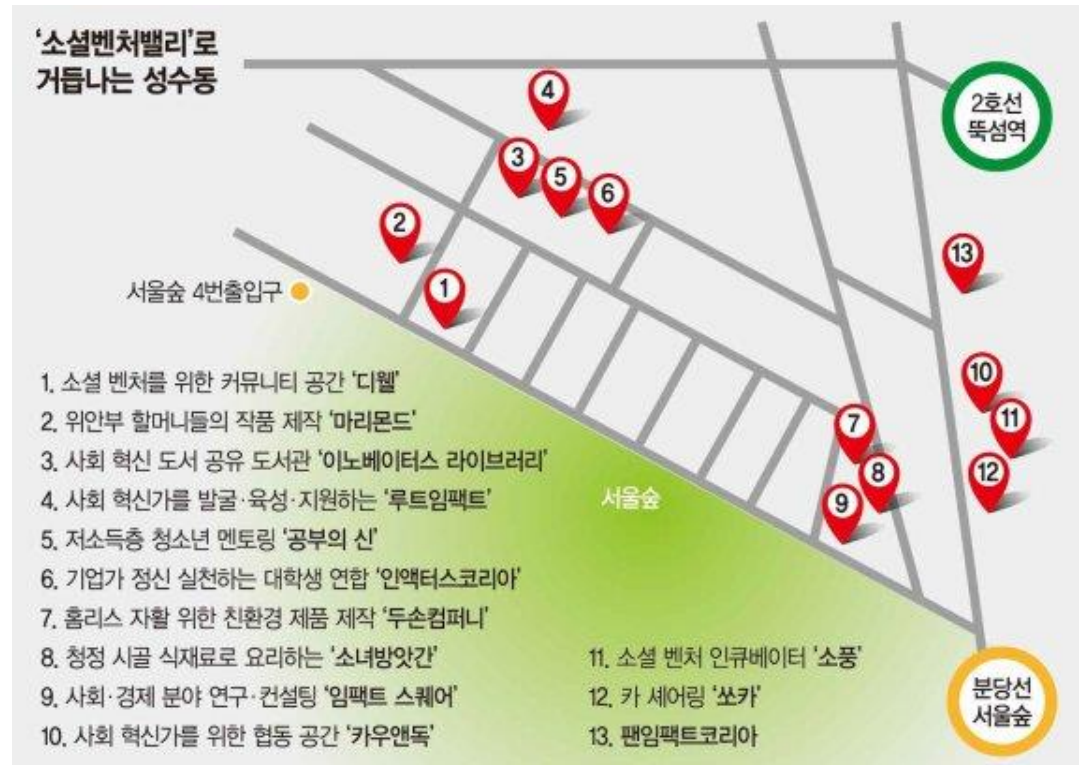 ‘소셜벤처밸리’로
거듭나는 성수동
2호선
뚝섬역
4
3
5
6
2
1
13
서울숲 4번출입구
10
11
12
7
8
9
서울숲
1. 소셜 벤처를 위한 커뮤니티 공간 ‘디웰’
2. 위안부 할머니들의 작품 제작 ‘마리몬드’
3. 사회 혁신 도서 공유 도서관 ‘이노베이터스 라이브러리’
4. 사회 혁신가를 발굴·육성·지원하는 ‘루트임팩트’
5. 저소득층 청소년 멘토링 ‘공부의 신’
6. 기업가 정신 실천하는 대학생 연합 ‘인액터스코리아’
7. 홈리스 자활 위한 친환경 제품 제작 ‘두손컴퍼니’
8. 청정 시골 식재료로 요리하는 ‘소녀방앗간’
9. 사회·경제 분야 연구·컨설팅 ‘임팩트 스퀘어’
10. 사회 혁신가를 위한 협동 공간 ‘카우앤독’
11. 소셜 벤처 인큐베이터 ‘소풍’
12. 카 셰어링 ‘쏘카’
13. 팬임팩트코리아
분당선
서울숲